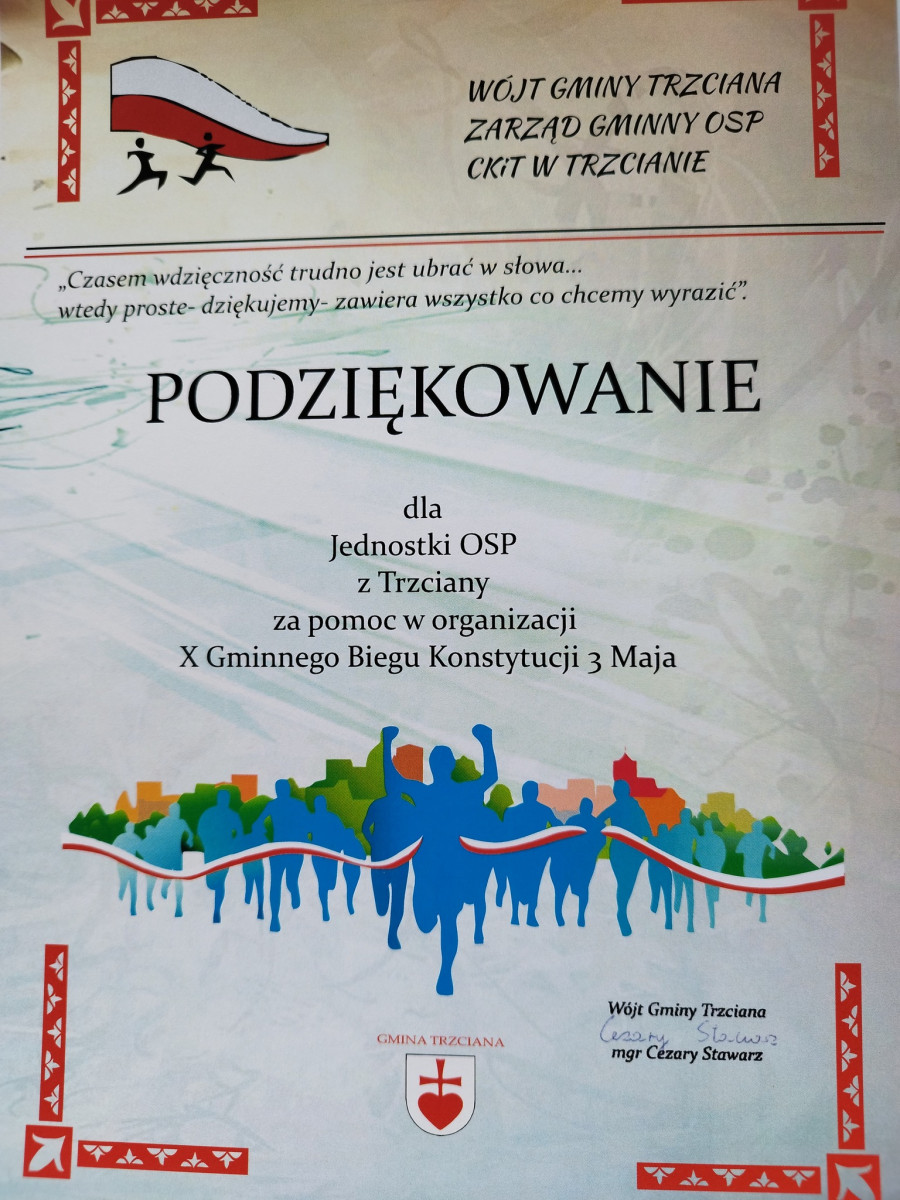 WÓJT GMINY TRZCIANA
ZARZĄD GMINNY OSP
CKiT W TRZCIANIE
„Czasem wdzięczność trudno jest ubrać w słowa...
wtedy proste- dziękujemy- zawiera wszystko co chcemy wyrazić”.
PODZIĘKOWANIE
dla
Jednostki OSP
z Trzciany
za pomoc w organizacji
X Gminnego Biegu Konstytucji 3 Maja
Wójt Gminy Trzciana
Cezary Stawarz
mgr Cezary Stawarz
GMINA TRZCIANA